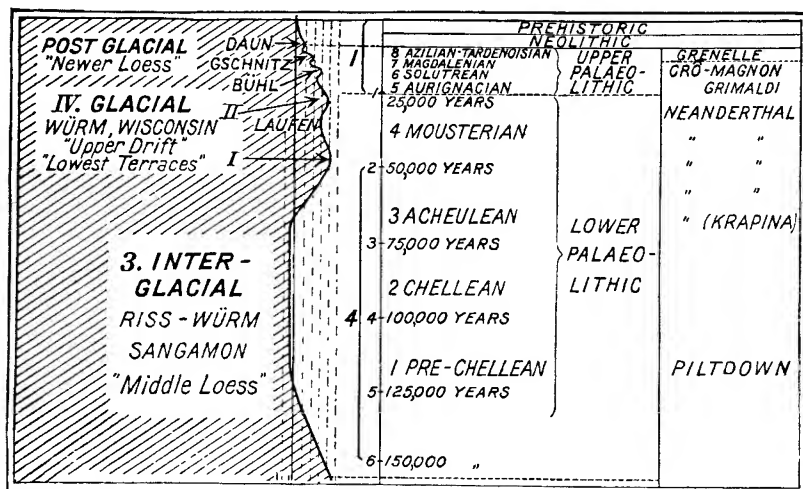 POST GLACIAL
"Newer Loess"
DAUN
GSCHNITZ
BÜHL
IV. GLACIAL
WÜRM, WISCONSIN
"Upper Drift"
"Lowest Terraces"
II
LAUFEN
I
3. INTER-
GLACIAL
RISS-WÜRM
SANGAMON
"Middle Loess"
1
4
PREHISTORIC
NEOLITHIC
8 AZILIAN-TARDENOISIAN
7 MAGDALENIAN
6 SOLUTREAN
5 AURIGNACIAN
1
25,000 YEARS
4 MOUSTERIAN
2-50,000 YEARS
3 ACHEULEAN
3-75,000 YEARS
2 CHELLEAN
4-100,000 YEARS
1 PRE-CHELLEAN
5-125,000 YEARS
6-150,000 "
UPPER
PALAEO-
LITHIC
LOWER
PALAEO-
LITHIC
GRENELLE
CRÔ-MAGNON
GRIMALDI
NEANDERTHAL
" "
" "
" "
" (KRAPINA)
PILTDOWN